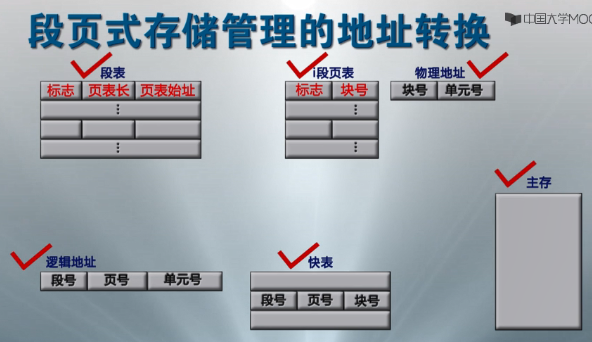 中国大学MOO
段页式存储管理的地址转换
段表
标志 页表长 页表始址
⋮
⋮
i段页表
标志 块号
⋮
⋮
物理地址
块号 单元号
主存
逻辑地址
段号 页号 单元号
快表
段号 页号 块号